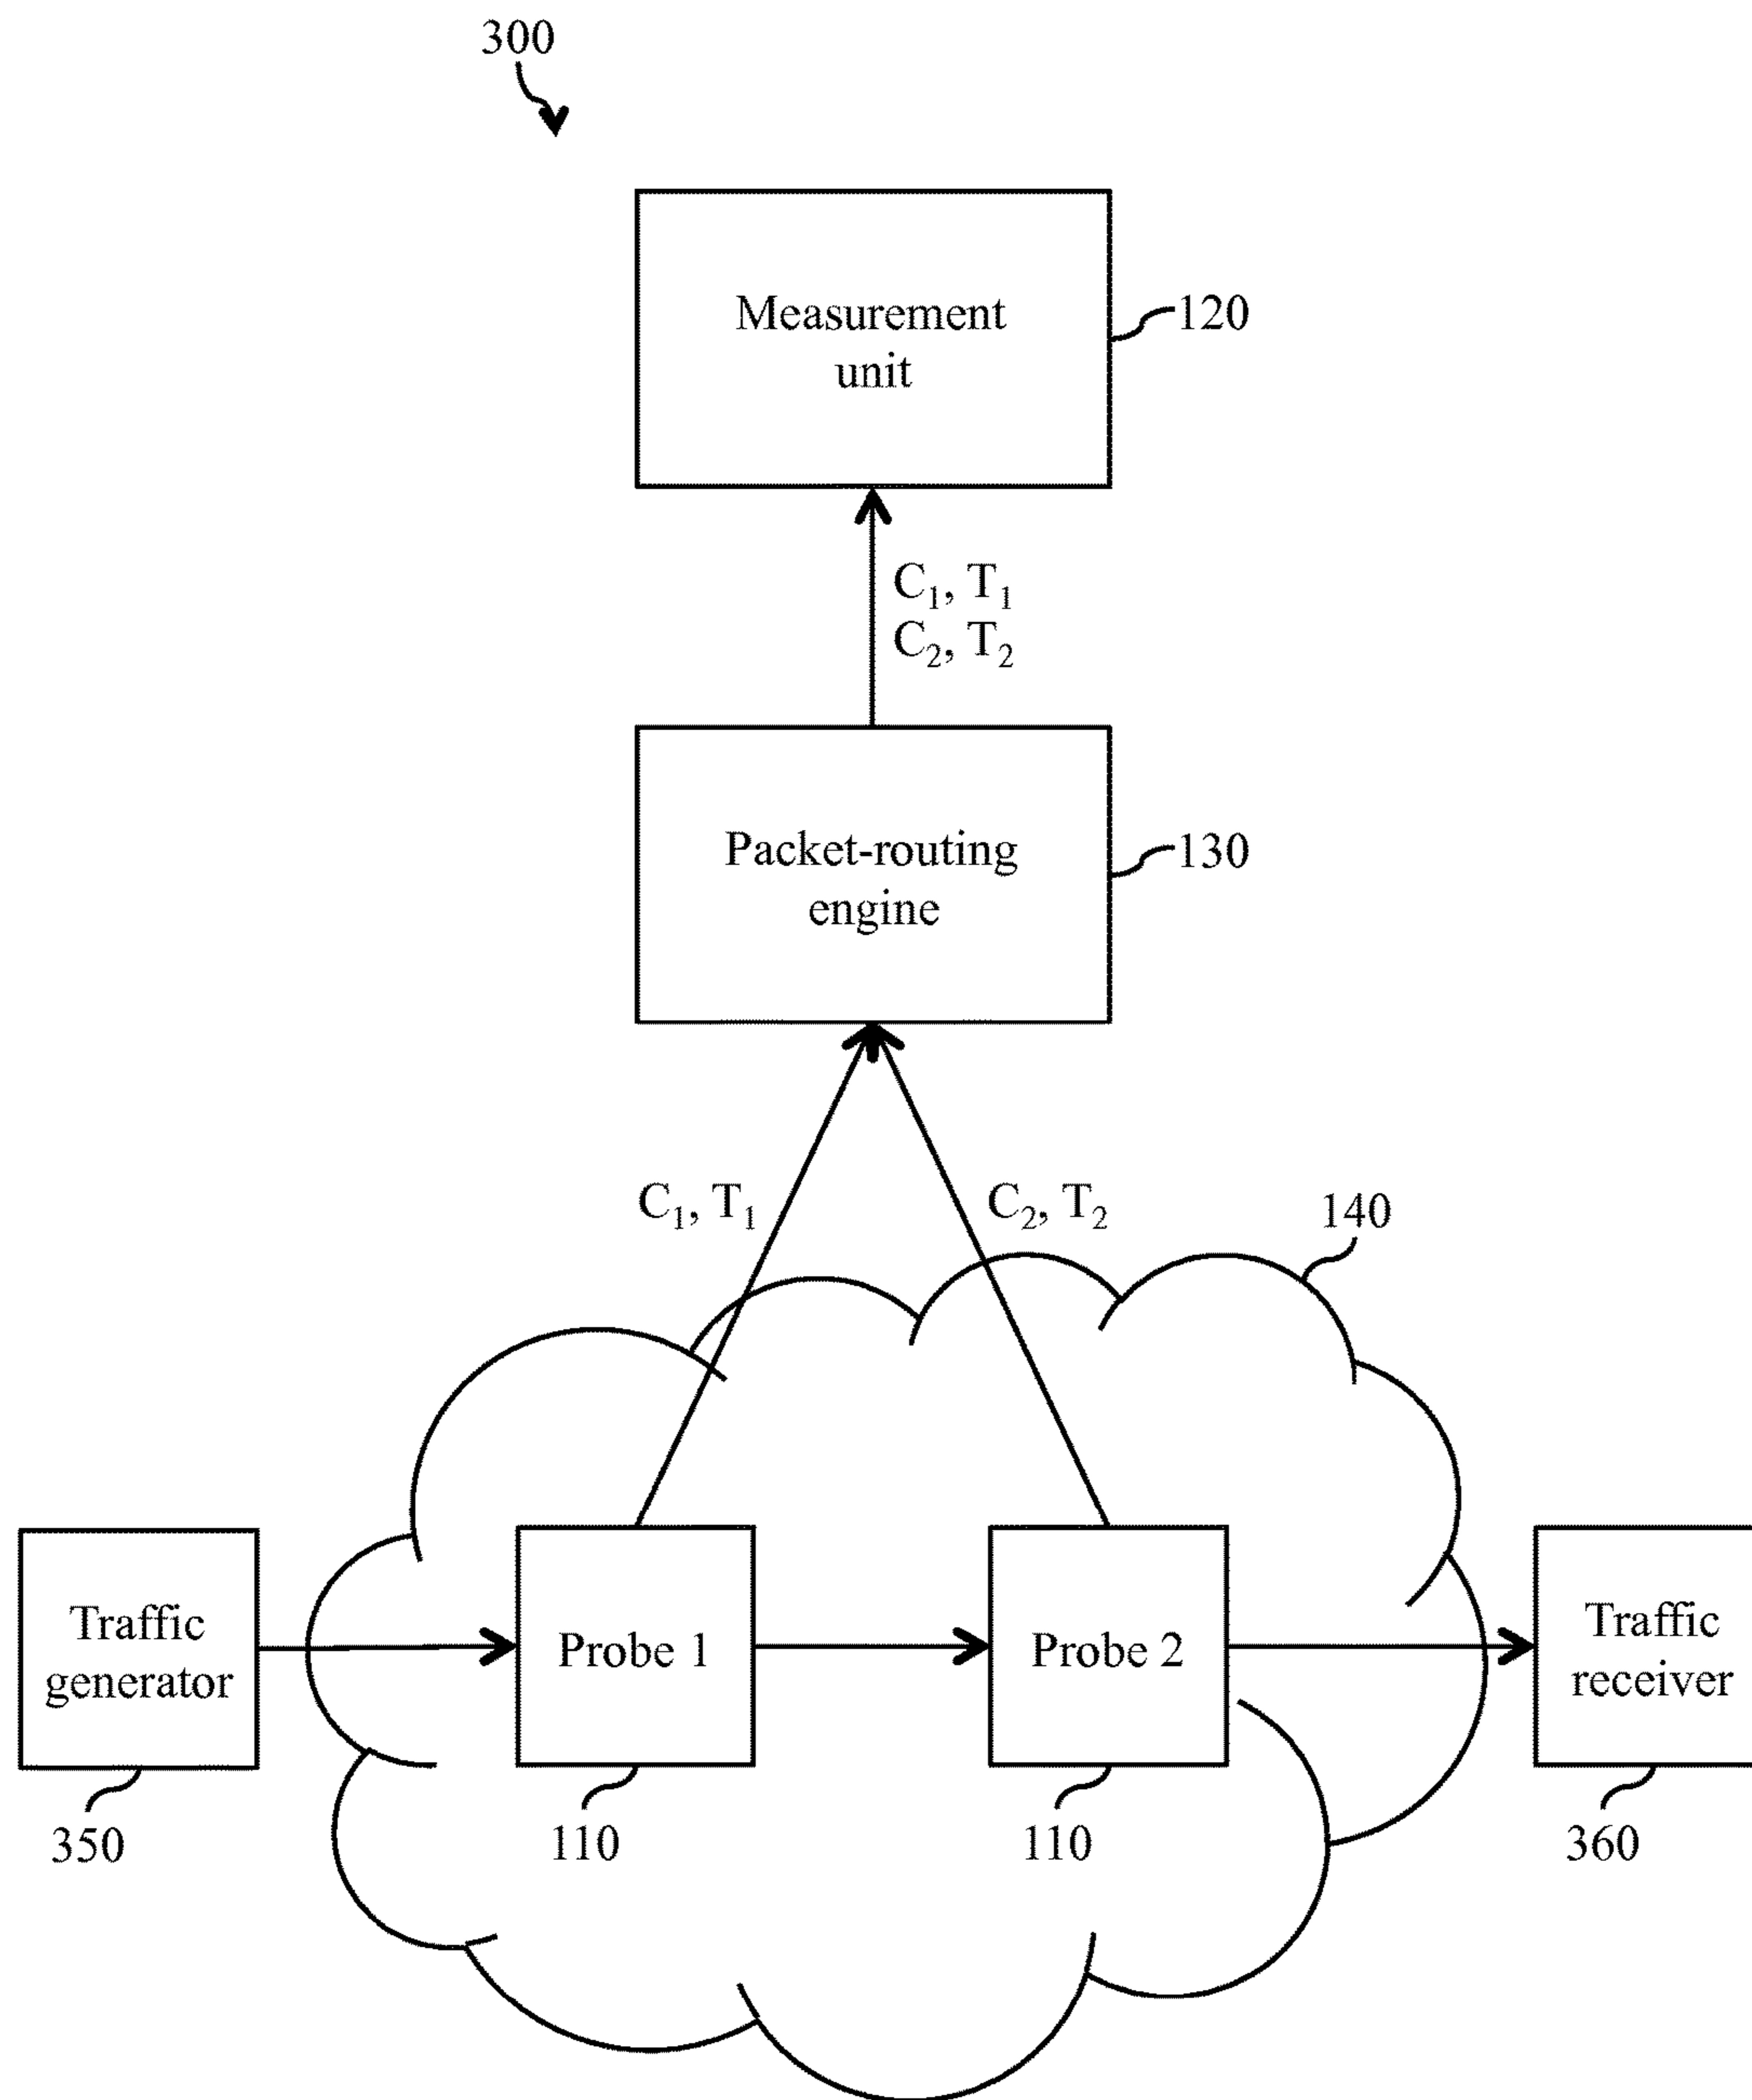 300
Measurement
unit
120
C₁, T₁
C₂, T₂
Packet-routing
engine
130
C₁, T₁
C₂, T₂
140
Traffic
generator
Probe 1
Probe 2
Traffic
receiver
350
110
110
360